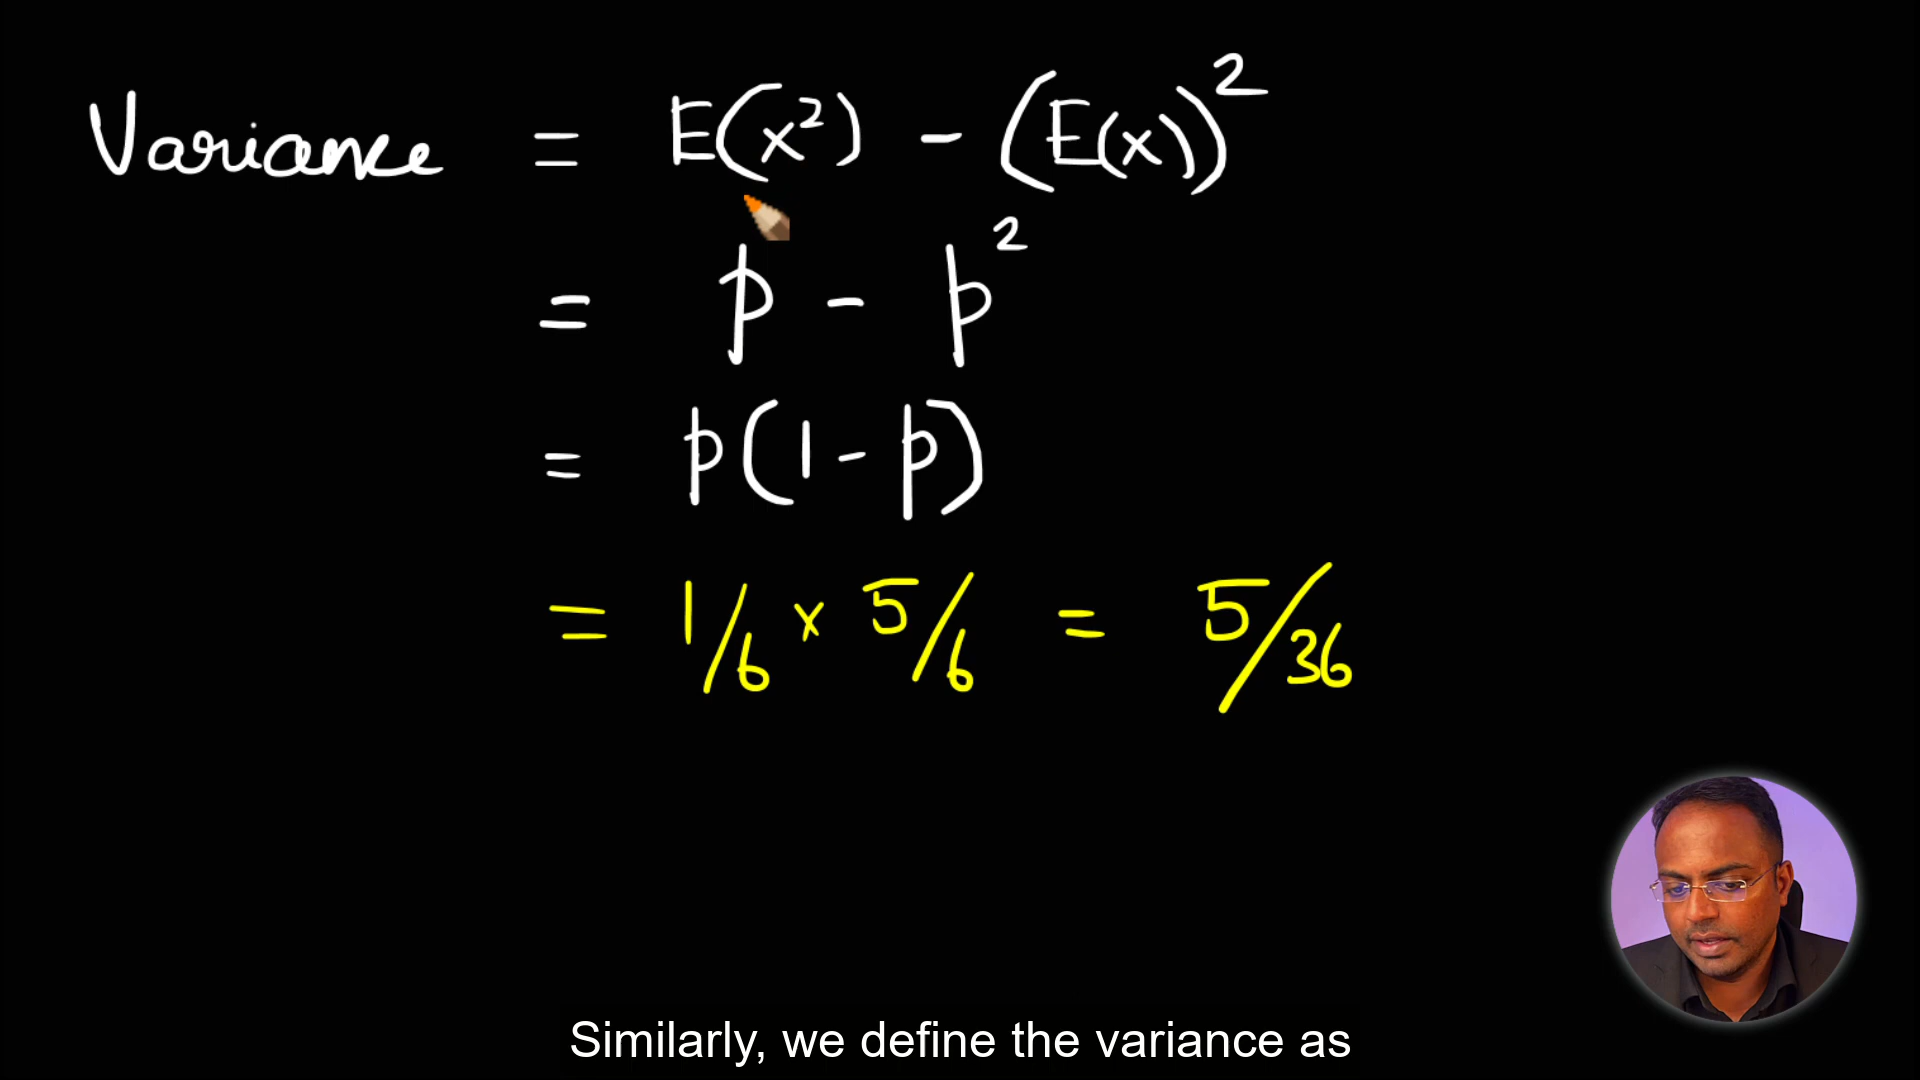 Variance = E(x²) - (E(x))²
= p - p²
= p(1-p)
= 1/6 x 5/6 = 5/36
Similarly, we define the variance as